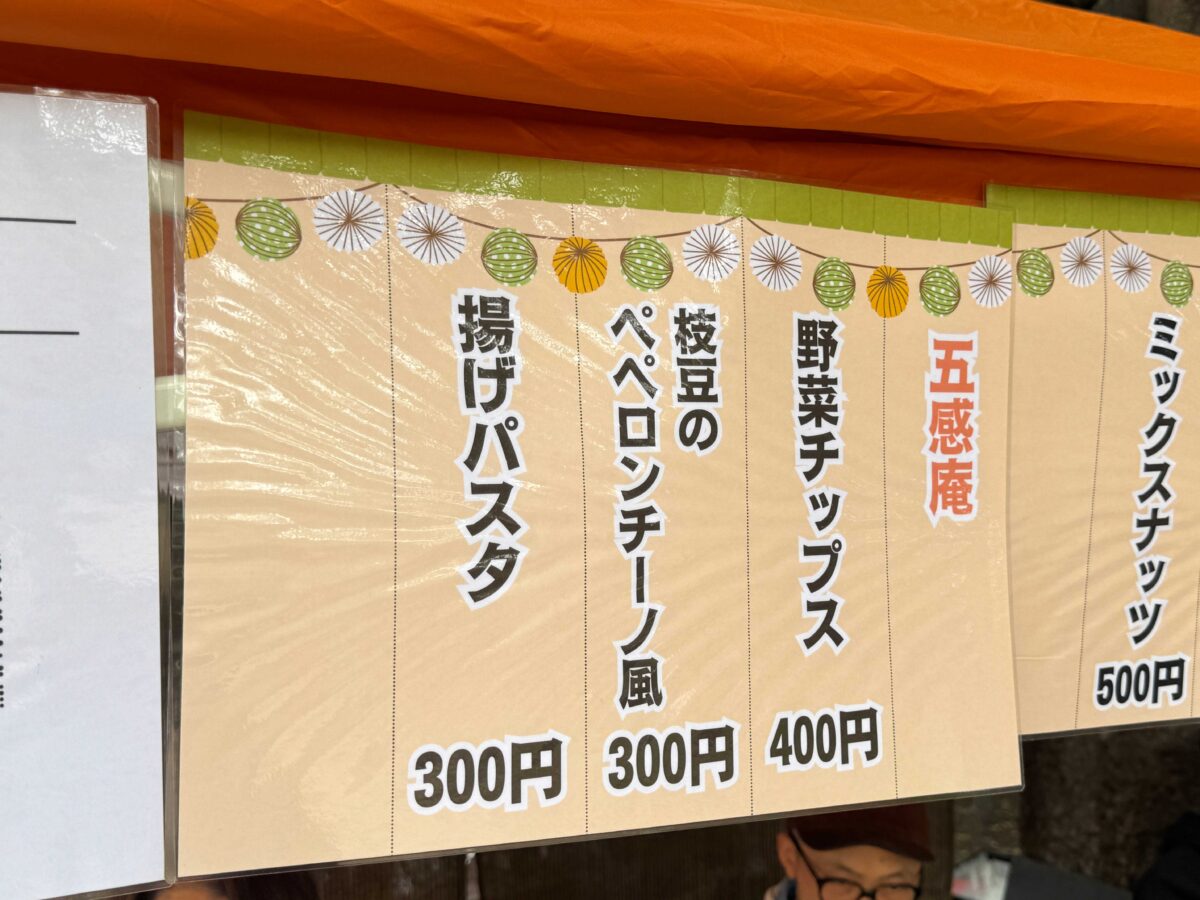 ミックスナッツ
500円
五感庵
野菜チップス
400円
枝豆の
ペペロンチーノ風
300円
揚げパスタ
300円